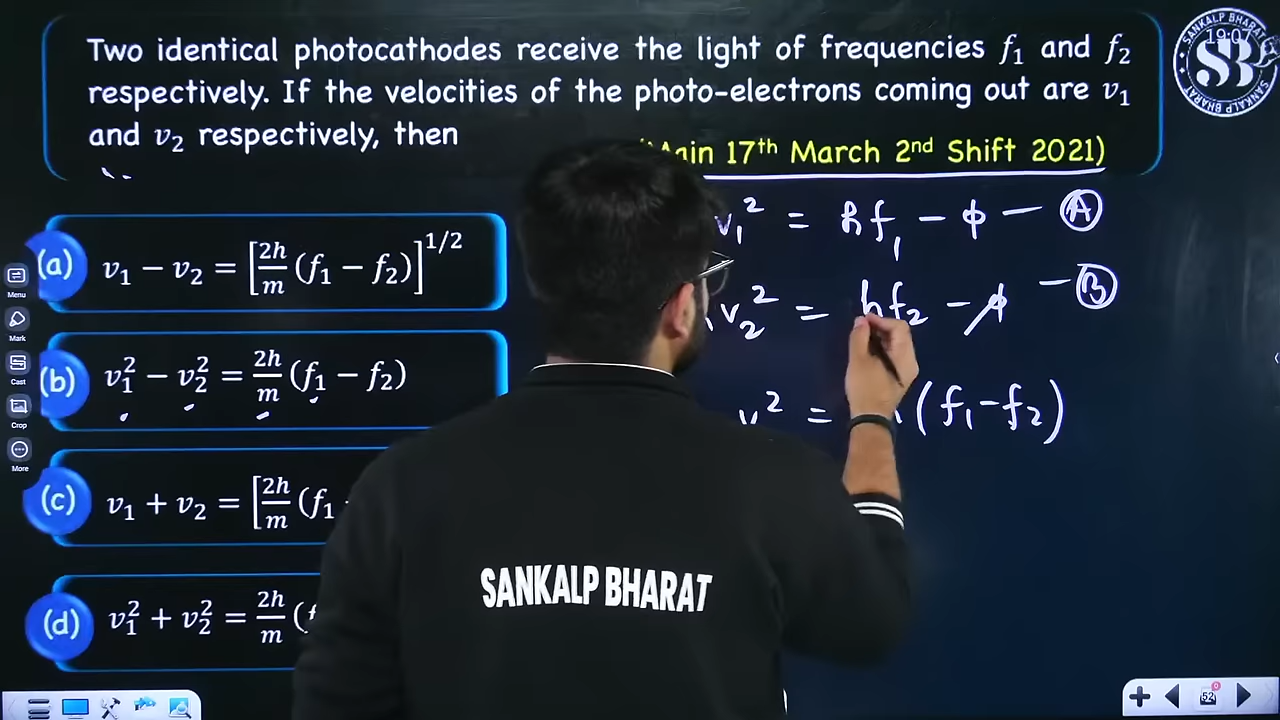 Two identical photocathodes receive the light of frequencies f₁ and f₂
respectively. If the velocities of the photo-electrons coming out are v₁
and v₂ respectively, then
17ᵗʰ March 2ⁿᵈ Shift 2021)
SANKALP BHARAT
19:07
SB
SANKALP BHARAT
(a) v₁ − v₂ = [2h/m (f₁ − f₂)]^1/2
(b) v₁² − v₂² = 2h/m (f₁ − f₂)
(c) v₁ + v₂ = [2h/m (f₁
(d) v₁² + v₂² = 2h/m (
v₁² = hf₁ − φ − Ⓐ
v₂² = hf₂ − φ − Ⓑ
v² = (f₁−f₂)
SANKALP BHARAT
Menu
Mark
Cast
Crop
More
52
0